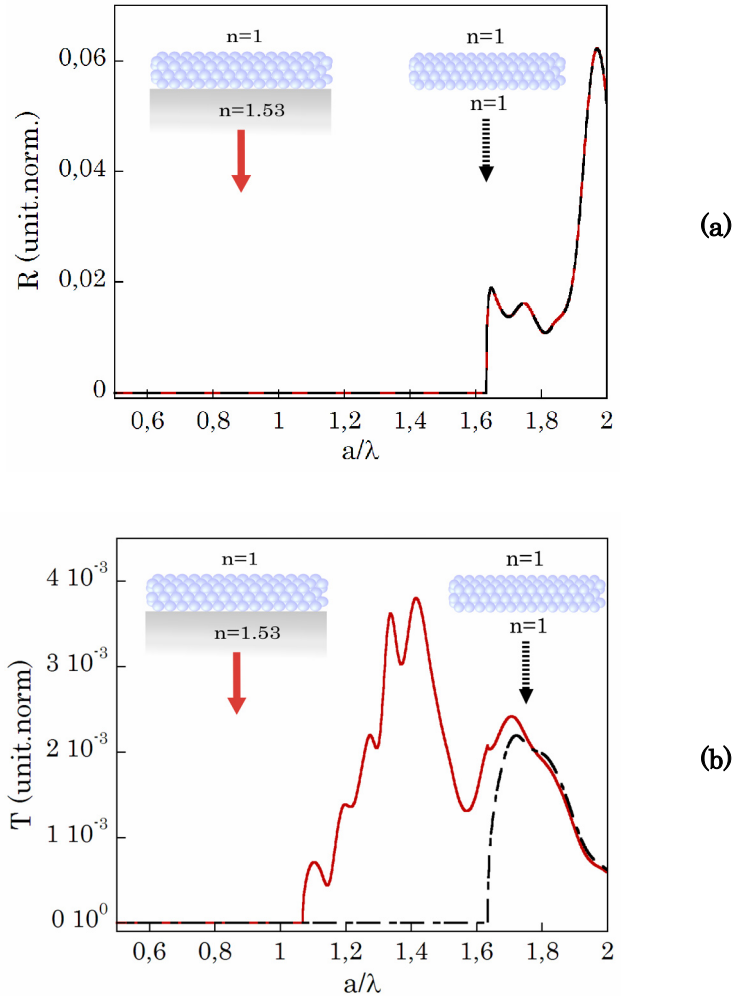 n=1
n=1
0,06
n=1.53
n=1
0,04
(a)
R (unit.norm.)
0,02
0
0,6 0,8 1 1,2 1,4 1,6 1,8 2
a/λ
n=1
n=1
4 10-3
n=1.53
n=1
3 10-3
T (unit.norm)
2 10-3
(b)
1 10-3
0 100
0,6 0,8 1 1,2 1,4 1,6 1,8 2
a/λ